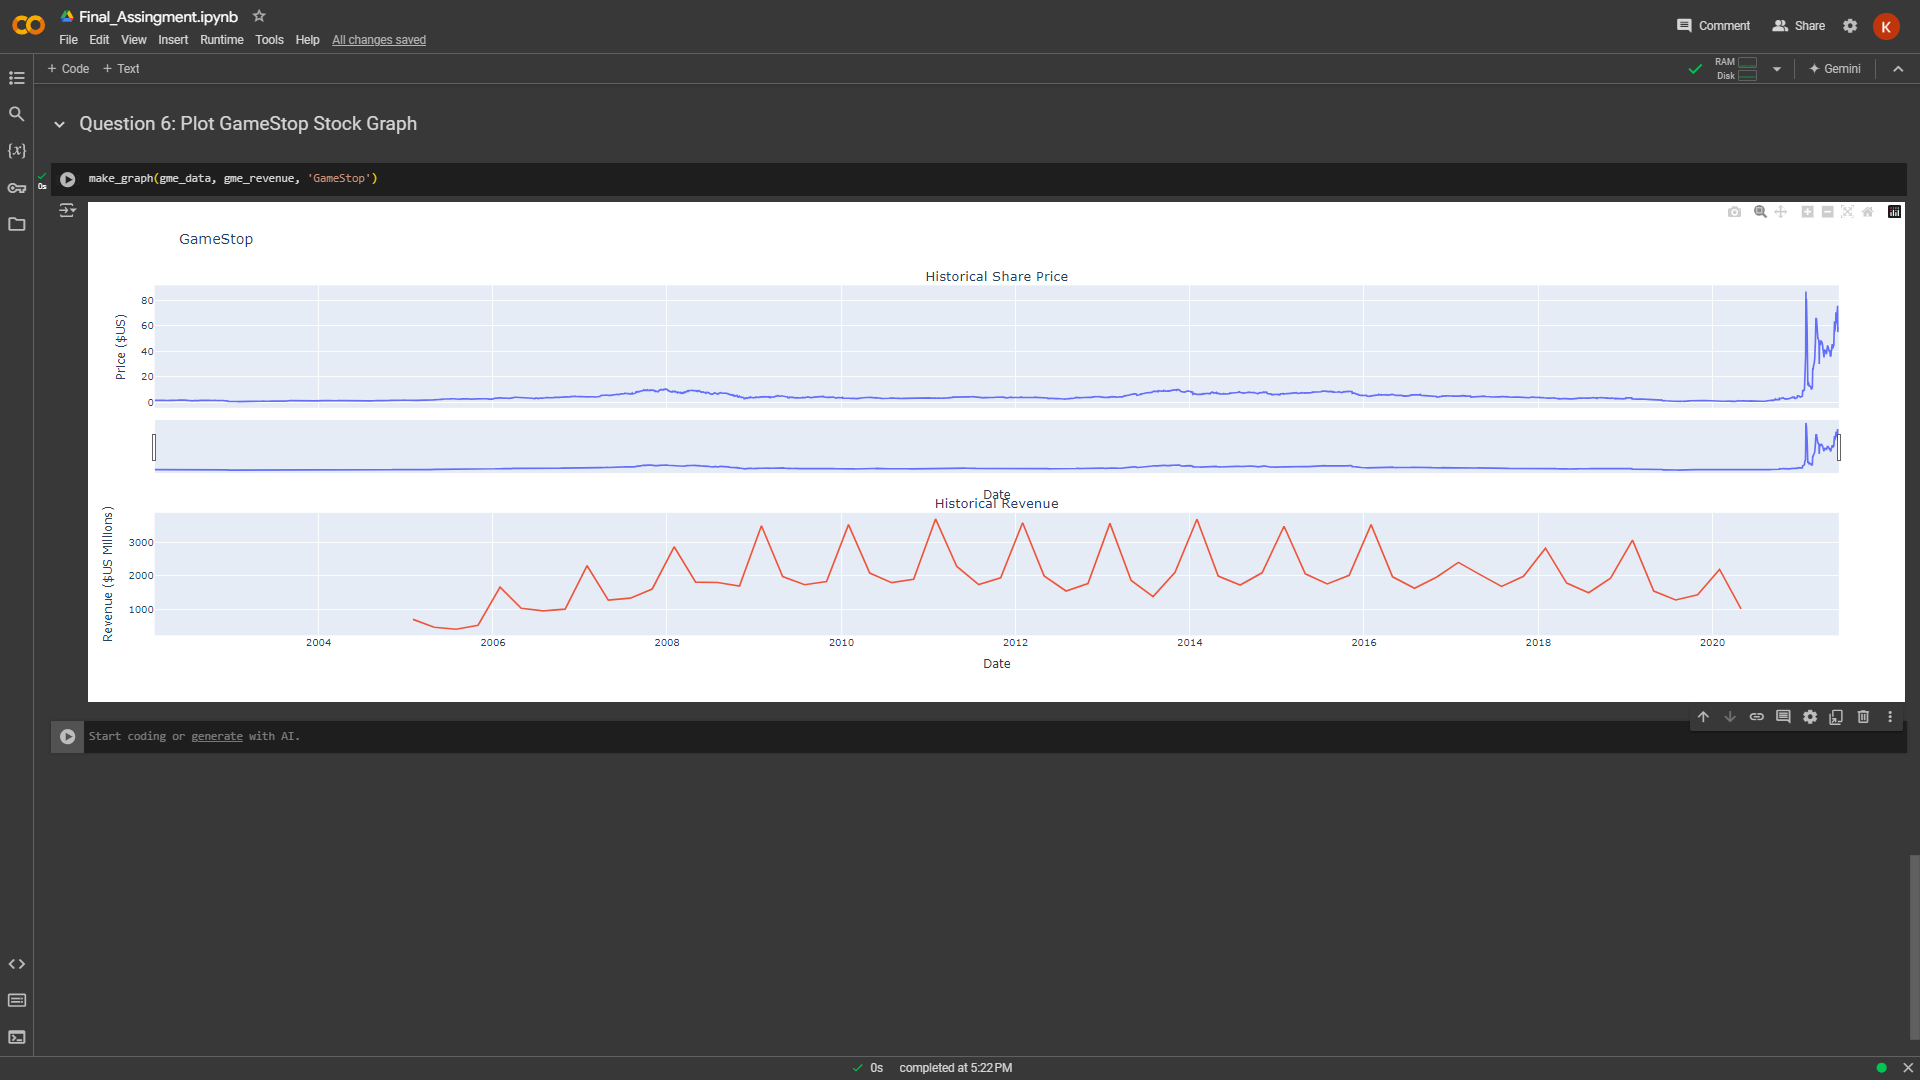 Final_Assingment.ipynb
File Edit View Insert Runtime Tools Help All changes saved
Comment Share K
+ Code + Text
RAM
Disk
Gemini
Question 6: Plot GameStop Stock Graph
{x}
0s
make_graph(gme_data, gme_revenue, 'GameStop')
GameStop
Historical Share Price
Price ($US)
80
60
40
20
0
Date
Historical Revenue
Revenue ($US Millions)
3000
2000
1000
2004 2006 2008 2010 2012 2014 2016 2018 2020
Date
Start coding or generate with AI.
0s completed at 5:22 PM